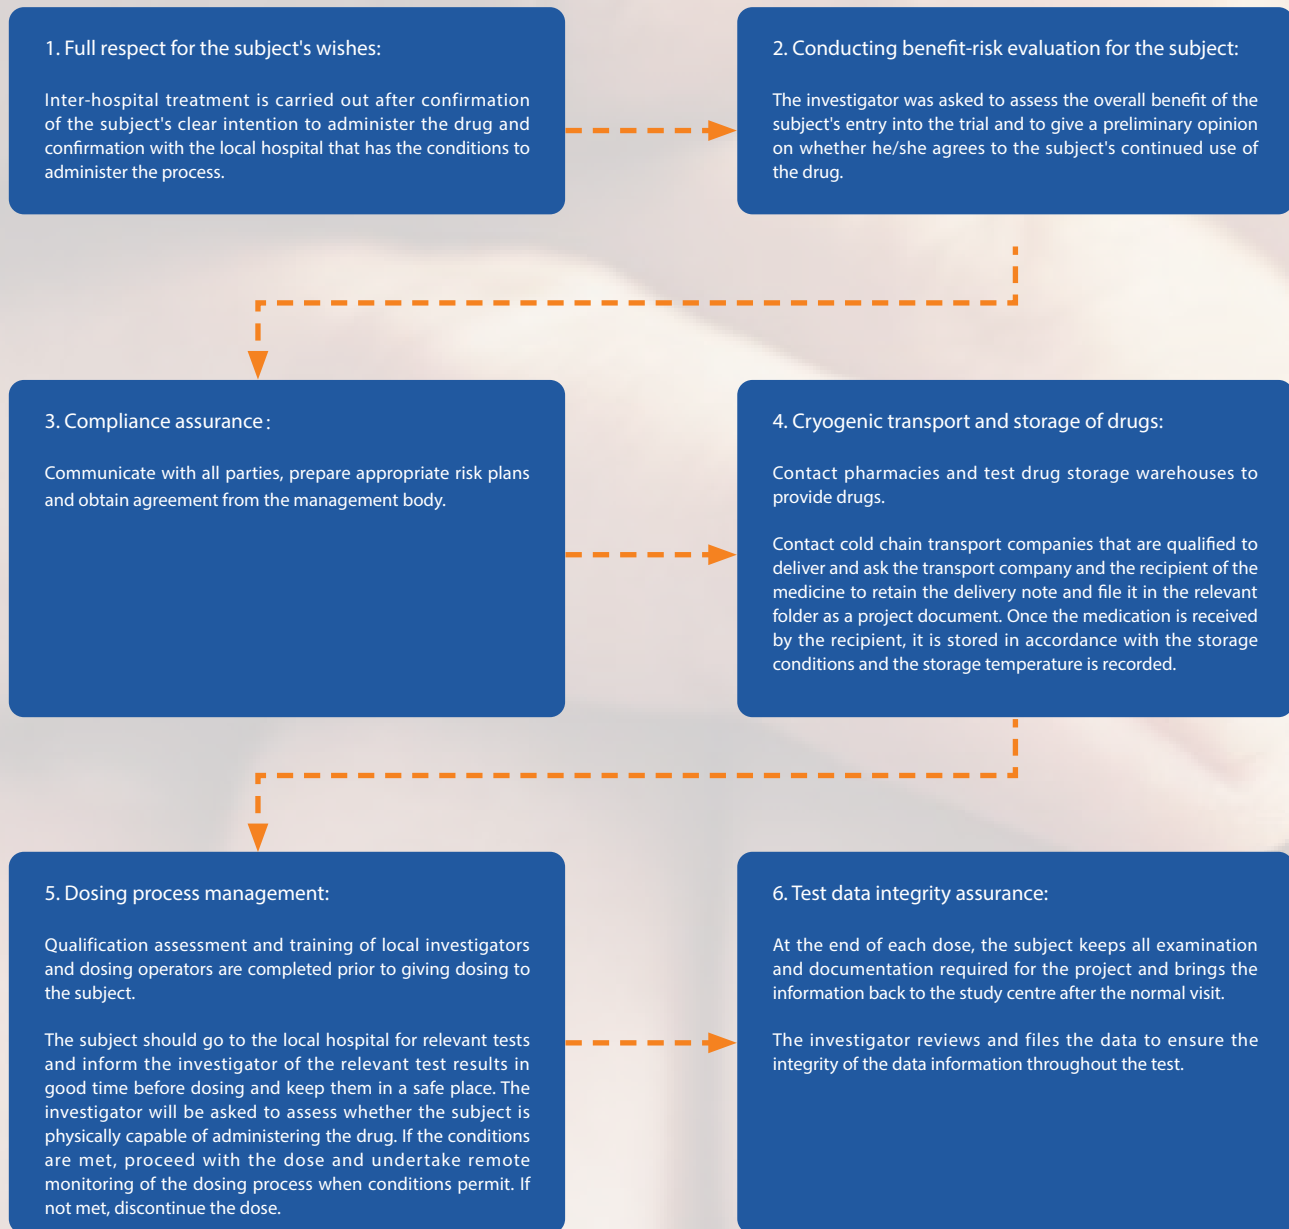 1. Full respect for the subject's wishes:
Inter-hospital treatment is carried out after confirmation
of the subject's clear intention to administer the drug and
confirmation with the local hospital that has the conditions to
administer the process.
2. Conducting benefit-risk evaluation for the subject:
The investigator was asked to assess the overall benefit of the
subject's entry into the trial and to give a preliminary opinion
on whether he/she agrees to the subject's continued use of
the drug.
3. Compliance assurance:
Communicate with all parties, prepare appropriate risk plans
and obtain agreement from the management body.
4. Cryogenic transport and storage of drugs:
Contact pharmacies and test drug storage warehouses to
provide drugs.
Contact cold chain transport companies that are qualified to
deliver and ask the transport company and the recipient of the
medicine to retain the delivery note and file it in the relevant
folder as a project document. Once the medication is received
by the recipient, it is stored in accordance with the storage
conditions and the storage temperature is recorded.
5. Dosing process management:
Qualification assessment and training of local investigators
and dosing operators are completed prior to giving dosing to
the subject.
The subject should go to the local hospital for relevant tests
and inform the investigator of the relevant test results in
good time before dosing and keep them in a safe place. The
investigator will be asked to assess whether the subject is
physically capable of administering the drug. If the conditions
are met, proceed with the dose and undertake remote
monitoring of the dosing process when conditions permit. If
not met, discontinue the dose.
6. Test data integrity assurance:
At the end of each dose, the subject keeps all examination
and documentation required for the project and brings the
information back to the study centre after the normal visit.
The investigator reviews and files the data to ensure the
integrity of the data information throughout the test.